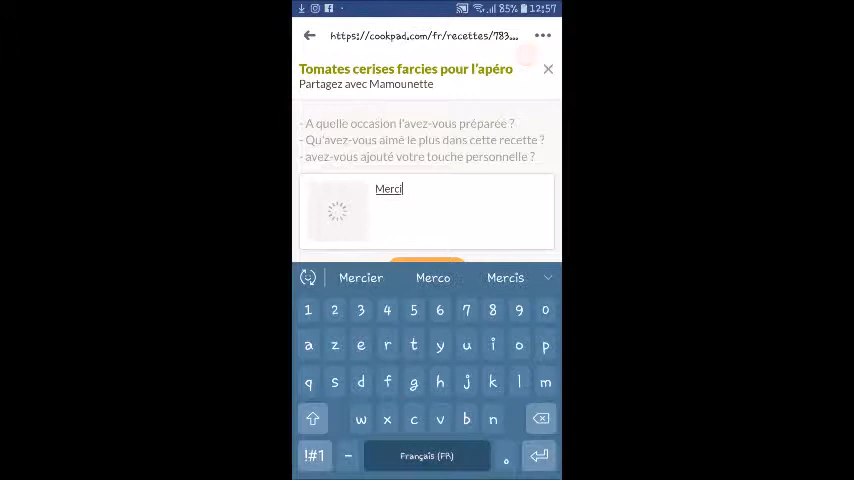 85% 12:57
https://cookpad.com/fr/recettes/783...
Tomates cerises farcies pour l'apéro
Partagez avec Mamounette
- A quelle occasion l'avez-vous préparée ?
- Qu'avez-vous aimé le plus dans cette recette ?
- avez-vous ajouté votre touche personnelle ?
Merci
Mercier Merco Mercis
1 2 3 4 5 6 7 8 9 0
a z e r t y u i o p
q s d f g h j k l m
w x c v b n
!#1 - Français (FR) .